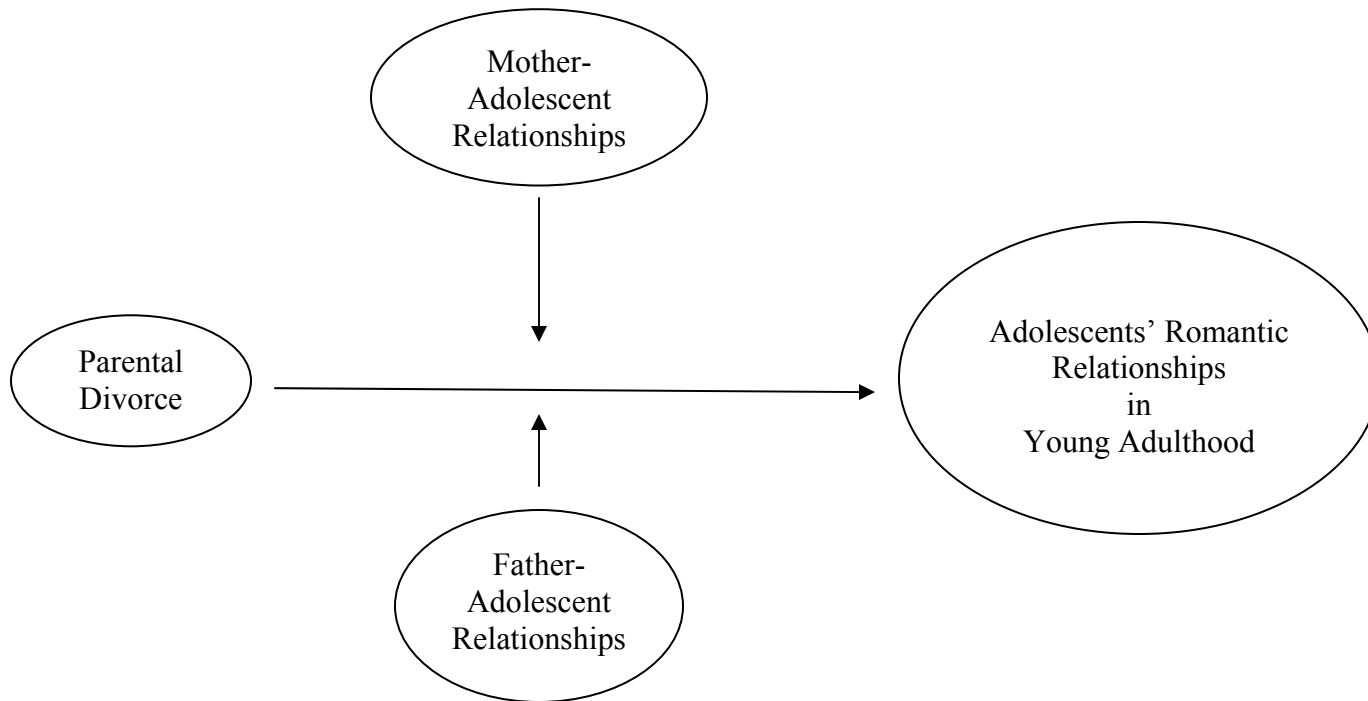 Mother-
Adolescent
Relationships
Parental
Divorce
Adolescents’ Romantic
Relationships
in
Young Adulthood
Father-
Adolescent
Relationships